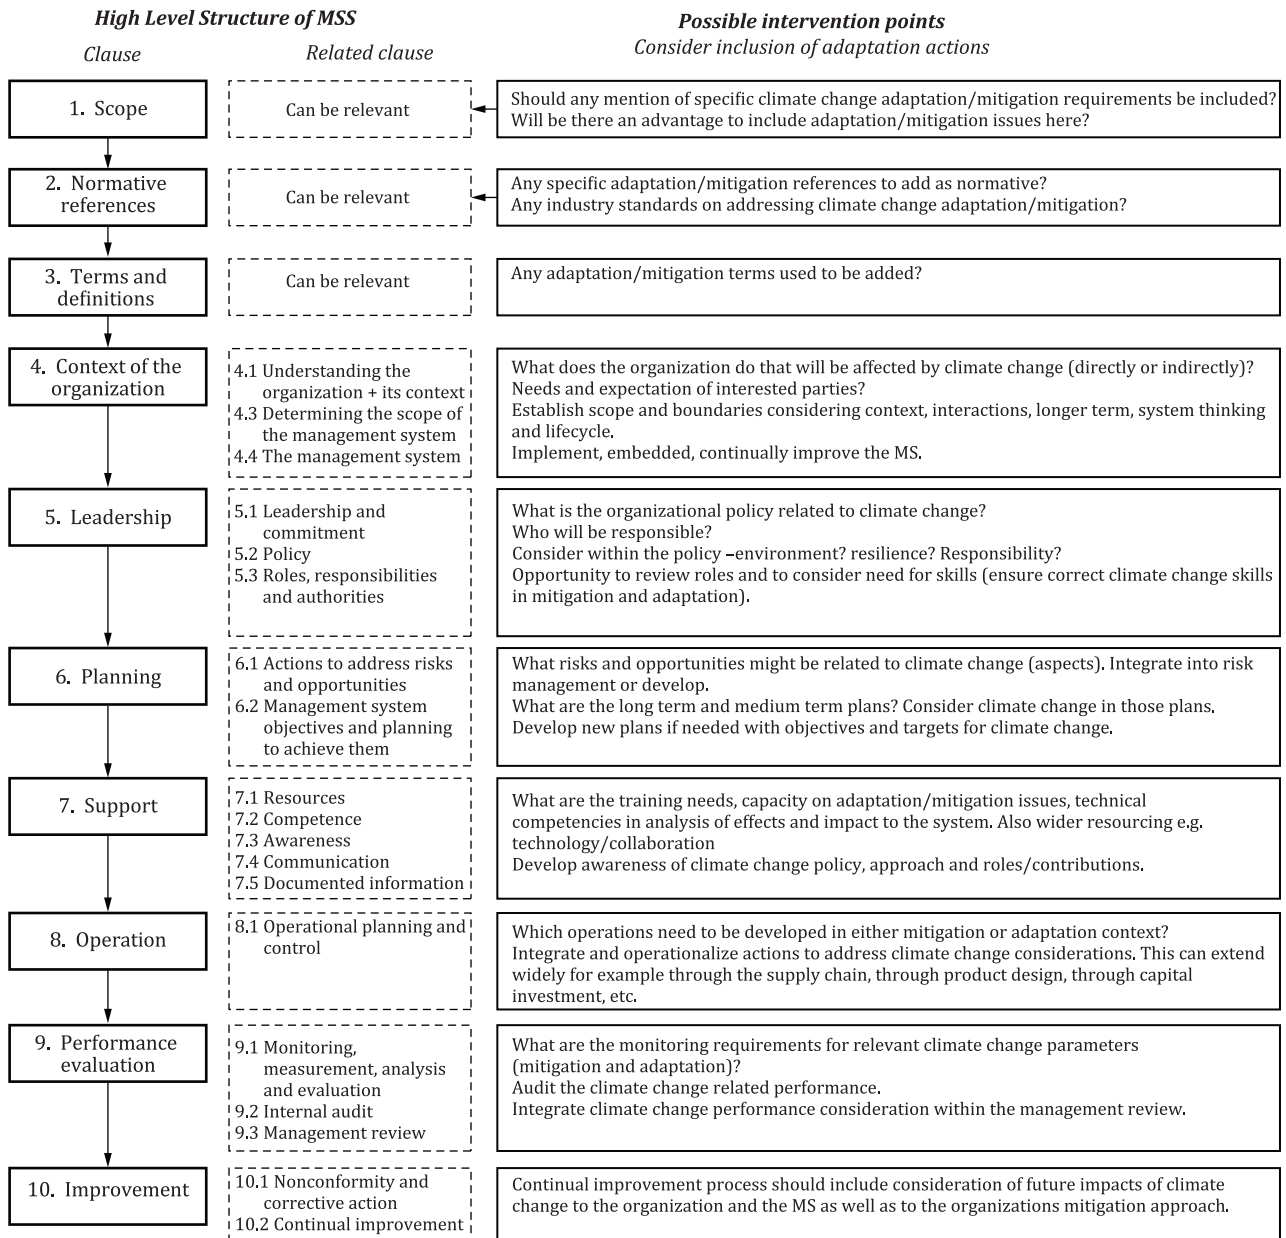 High Level Structure of MSS
Possible intervention points
Clause
Related clause
Consider inclusion of adaptation actions
1. Scope
Can be relevant
Should any mention of specific climate change adaptation/mitigation requirements be included?
Will be there an advantage to include adaptation/mitigation issues here?
2. Normative
references
Can be relevant
Any specific adaptation/mitigation references to add as normative?
Any industry standards on addressing climate change adaptation/mitigation?
3. Terms and
definitions
Can be relevant
Any adaptation/mitigation terms used to be added?
4. Context of the
organization
4.1 Understanding the
organization + its context
4.3 Determining the scope of
the management system
4.4 The management system
What does the organization do that will be affected by climate change (directly or indirectly)?
Needs and expectation of interested parties?
Establish scope and boundaries considering context, interactions, longer term, system thinking
and lifecycle.
Implement, embedded, continually improve the MS.
5. Leadership
5.1 Leadership and
commitment
5.2 Policy
5.3 Roles, responsibilities
and authorities
What is the organizational policy related to climate change?
Who will be responsible?
Consider within the policy –environment? resilience? Responsibility?
Opportunity to review roles and to consider need for skills (ensure correct climate change skills
in mitigation and adaptation).
6. Planning
6.1 Actions to address risks
and opportunities
6.2 Management system
objectives and planning
to achieve them
What risks and opportunities might be related to climate change (aspects). Integrate into risk
management or develop.
What are the long term and medium term plans? Consider climate change in those plans.
Develop new plans if needed with objectives and targets for climate change.
7. Support
7.1 Resources
7.2 Competence
7.3 Awareness
7.4 Communication
7.5 Documented information
What are the training needs, capacity on adaptation/mitigation issues, technical
competencies in analysis of effects and impact to the system. Also wider resourcing e.g.
technology/collaboration
Develop awareness of climate change policy, approach and roles/contributions.
8. Operation
8.1 Operational planning and
control
Which operations need to be developed in either mitigation or adaptation context?
Integrate and operationalize actions to address climate change considerations. This can extend
widely for example through the supply chain, through product design, through capital
investment, etc.
9. Performance
evaluation
9.1 Monitoring,
measurement, analysis
and evaluation
9.2 Internal audit
9.3 Management review
What are the monitoring requirements for relevant climate change parameters
(mitigation and adaptation)?
Audit the climate change related performance.
Integrate climate change performance consideration within the management review.
10. Improvement
10.1 Nonconformity and
corrective action
10.2 Continual improvement
Continual improvement process should include consideration of future impacts of climate
change to the organization and the MS as well as to the organizations mitigation approach.